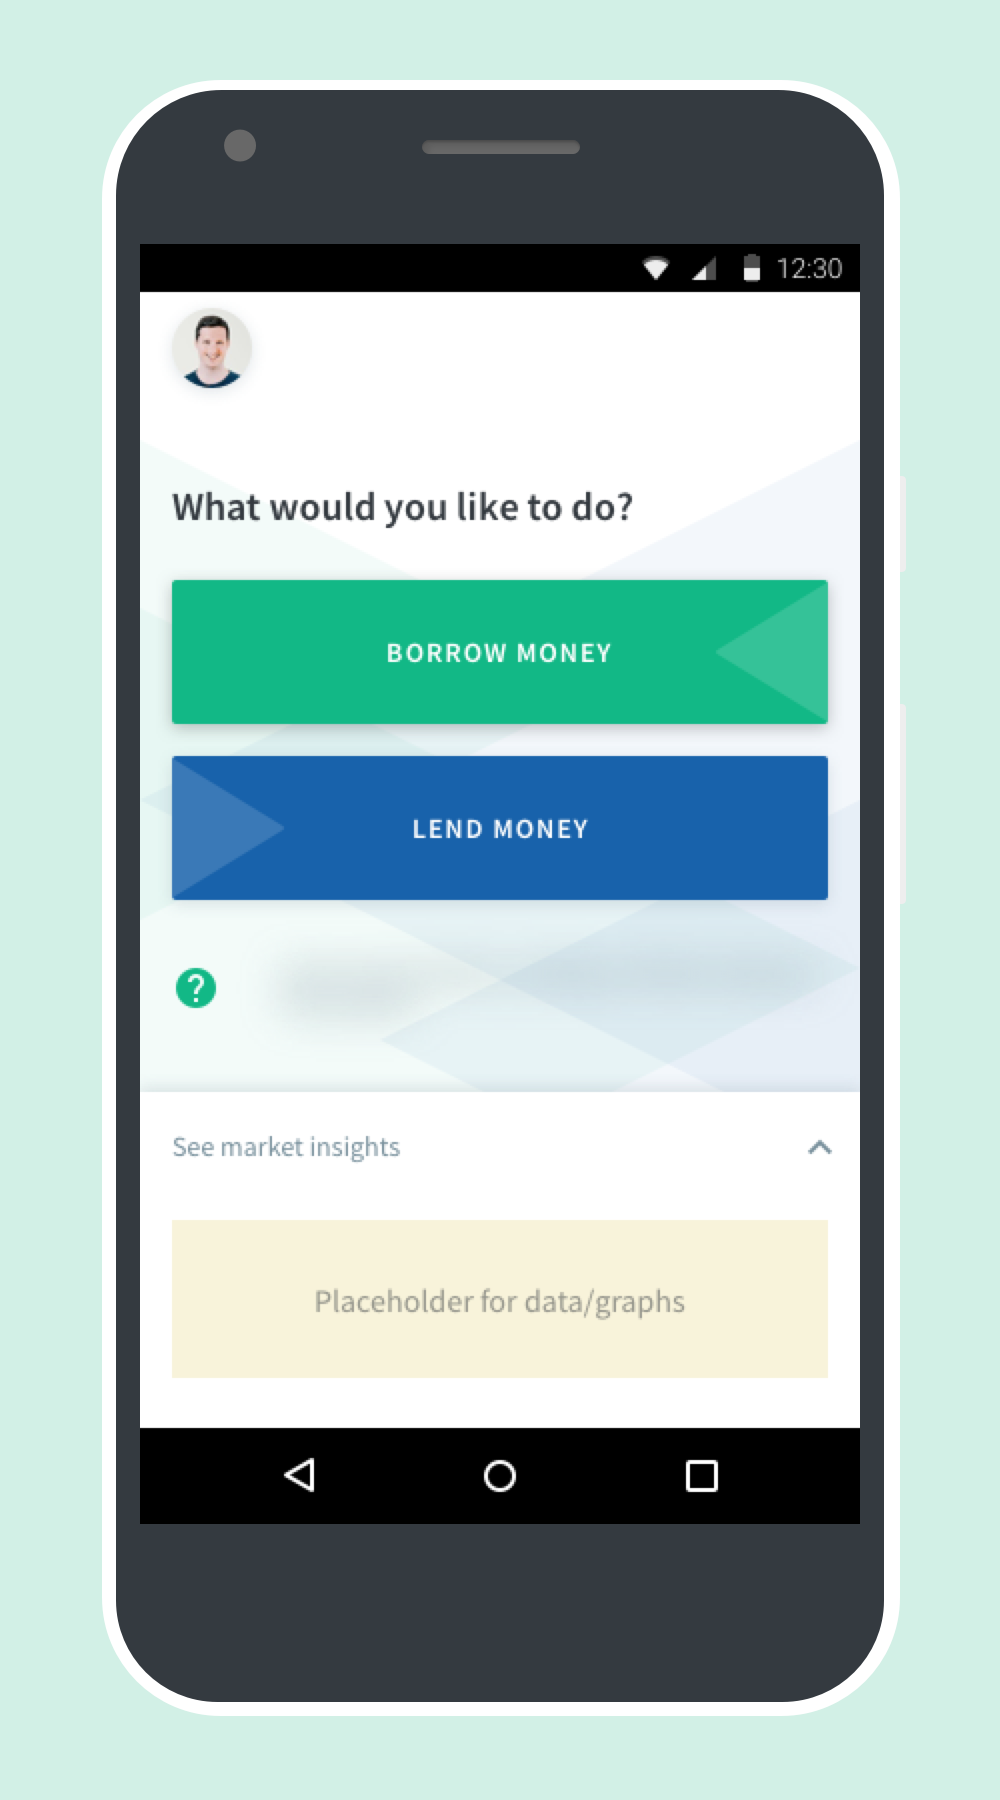 12:30
What would you like to do?
BORROW MONEY
LEND MONEY
?
See market insights
Placeholder for data/graphs